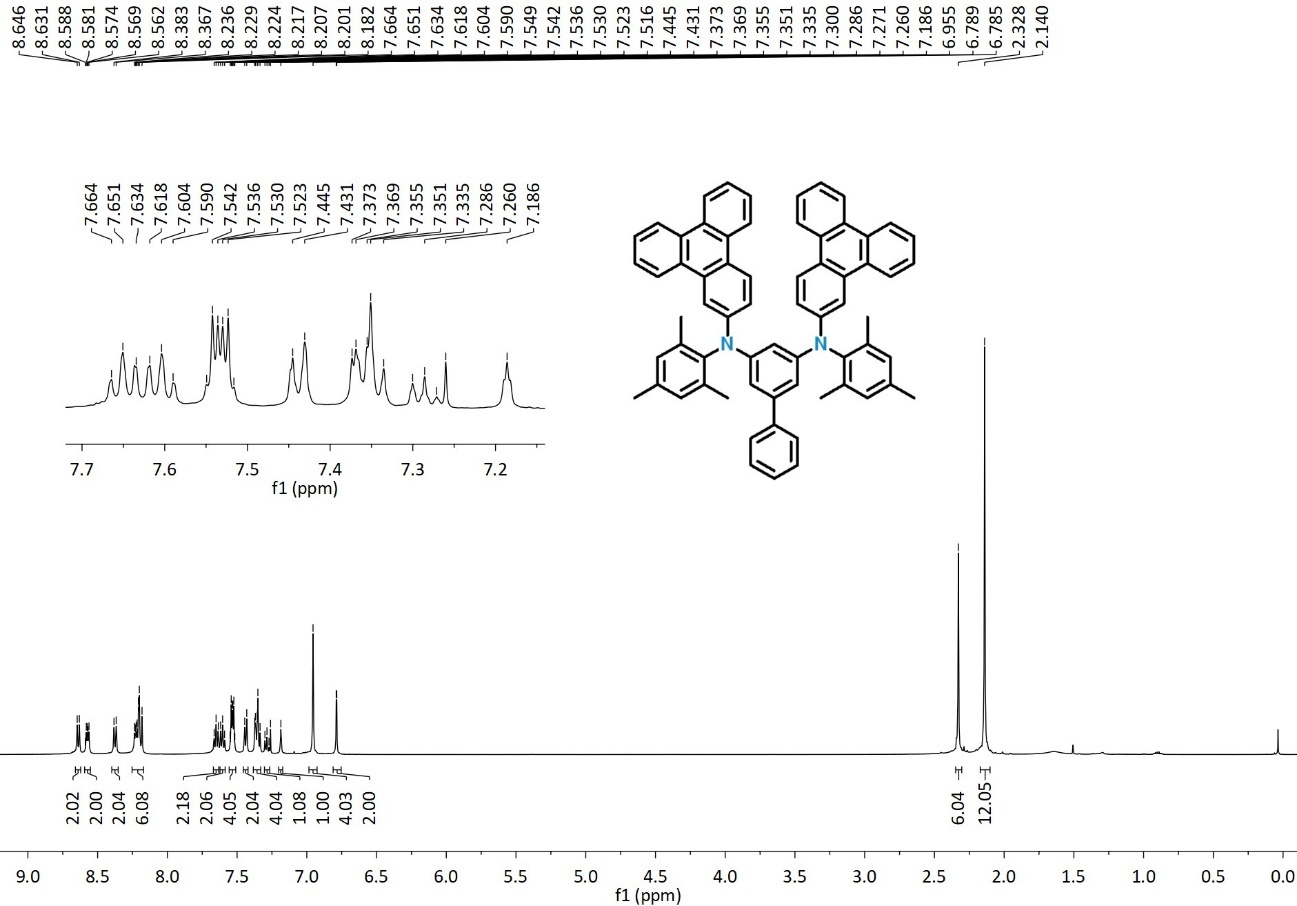 8.646 8.631 8.588 8.581 8.574 8.569 8.562 8.383 8.367 8.236 8.229 8.224 8.217 8.207 8.201 8.182 7.664 7.651 7.634 7.618 7.604 7.590 7.549 7.542 7.536 7.530 7.523 7.516 7.445 7.431 7.373 7.369 7.355 7.351 7.335 7.300 7.286 7.271 7.260 7.186 6.955 6.789 6.785 2.328 2.140
7.664 7.651 7.634 7.618 7.604 7.590 7.542 7.536 7.530 7.523 7.445 7.431 7.373 7.369 7.355 7.351 7.335 7.286 7.260 7.186
N N
7.7 7.6 7.5 7.4 7.3 7.2
f1 (ppm)
2.02 2.00 2.04 6.08 2.18 2.06 4.05 2.04 4.04 1.08 1.00 4.03 2.00 6.04 12.05
9.0 8.5 8.0 7.5 7.0 6.5 6.0 5.5 5.0 4.5 4.0 3.5 3.0 2.5 2.0 1.5 1.0 0.5 0.0
f1 (ppm)